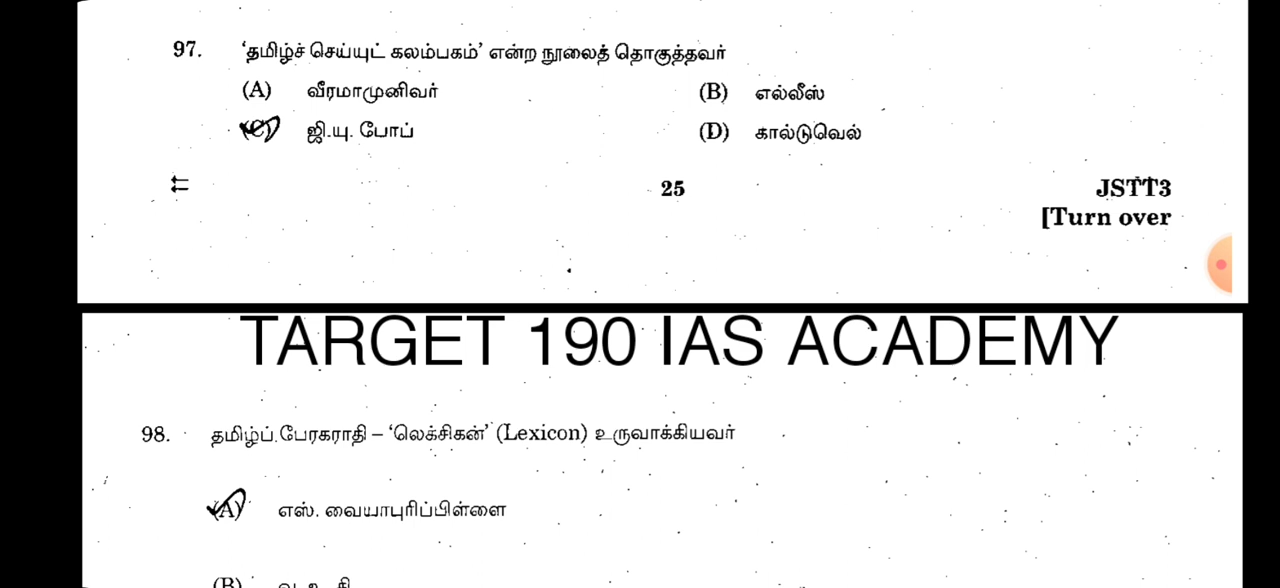 97. 'தமிழ்ச் செய்யுட் கலம்பகம்' என்ற நூலைத் தொகுத்தவர்
(A) வீரமாமுனிவர் (B) எல்லீஸ்
(C) ஜி.யு. போப் (D) கால்டுவெல்
25 JSTT3
[Turn over
TARGET 190 IAS ACADEMY
98. தமிழ்ப் பேரகராதி – 'லெக்சிகன்' (Lexicon) உருவாக்கியவர்
(A) எஸ். வையாபுரிப்பிள்ளை
(B)